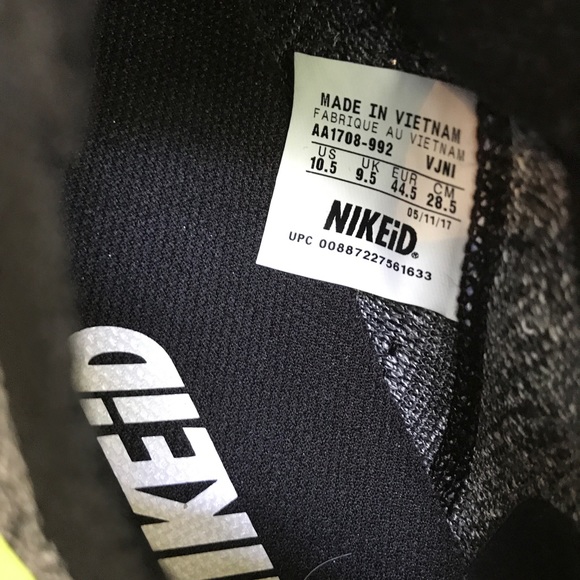 MADE IN VIETNAM
FABRIQUE AU VIETNAM
AA1708-992 VJNI
US UK EUR CM
10.5 9.5 44.5 28.5
05/11/17
NIKEiD®
UPC 00887227561633
NIKEiD